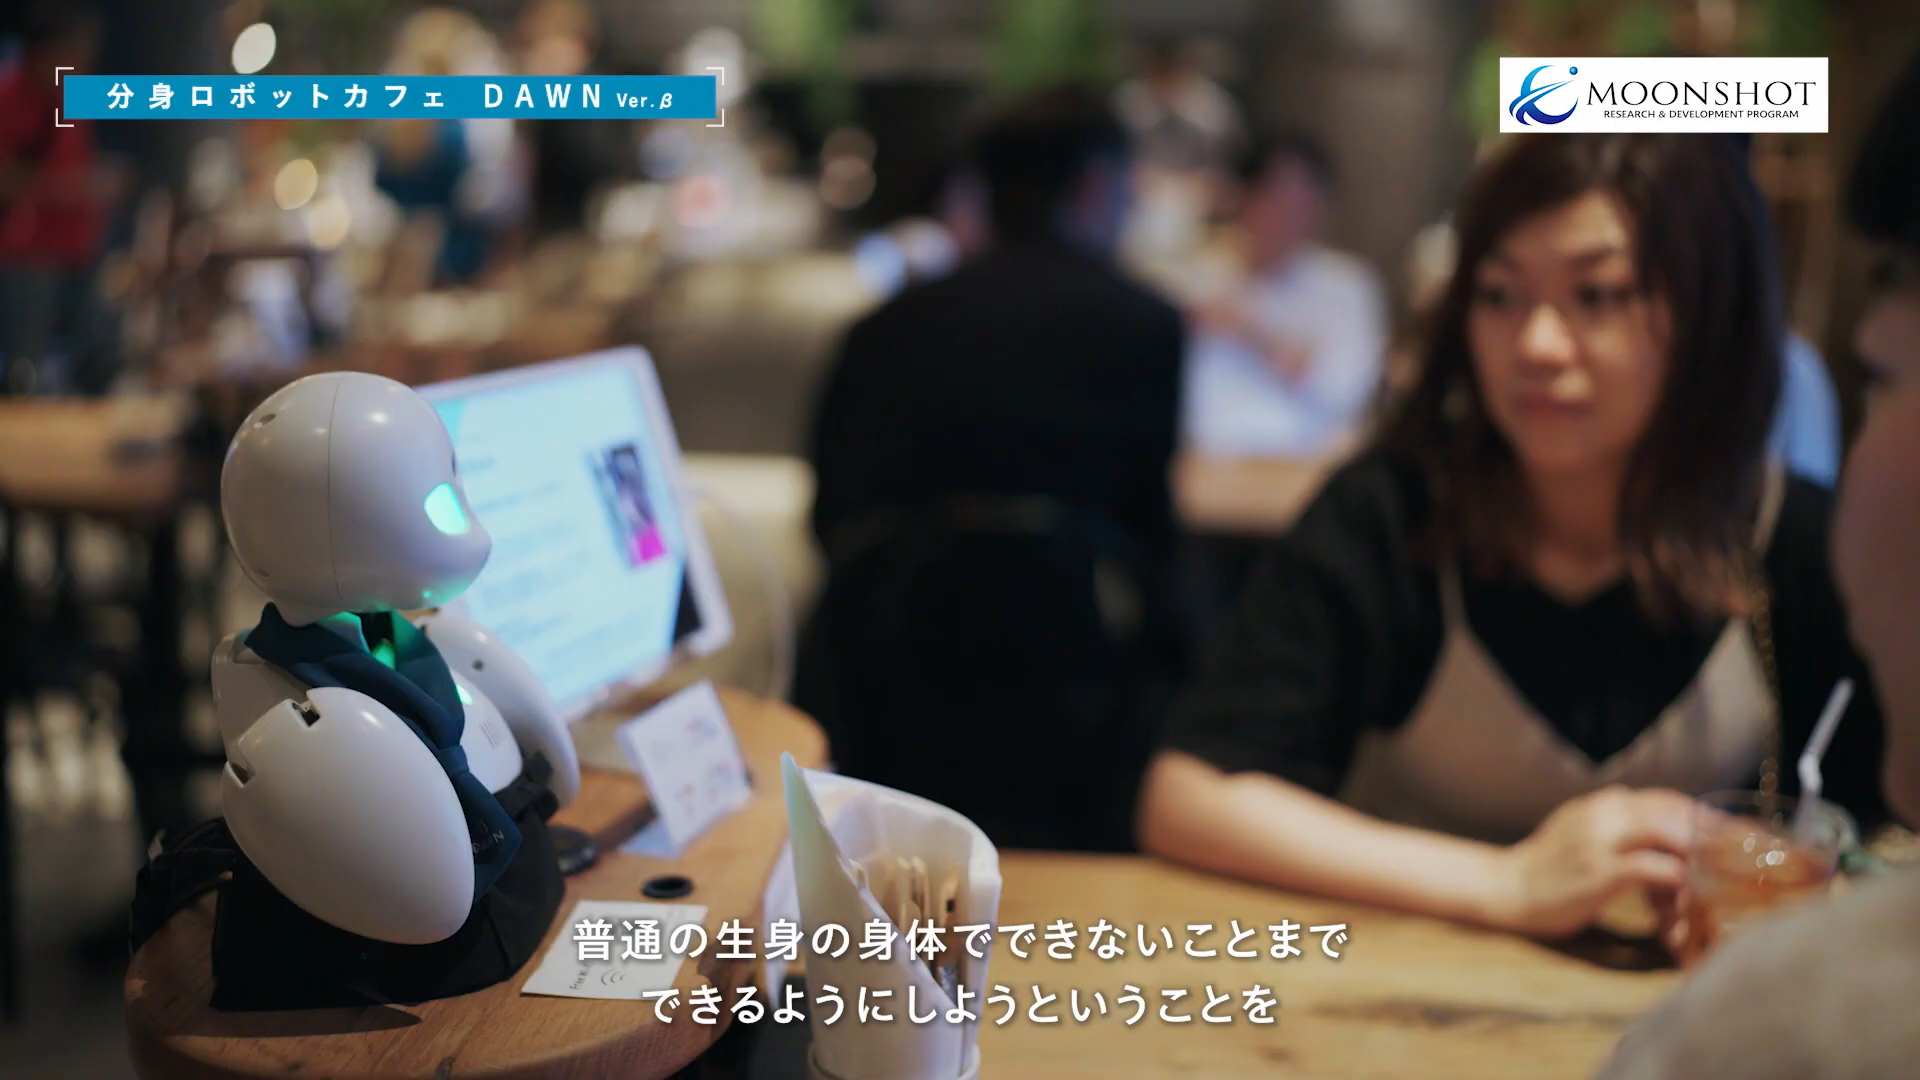 分身ロボットカフェ DAWN Ver.β
MOONSHOT
RESEARCH & DEVELOPMENT PROGRAM
普通の生身の身体でできないことまで
できるようにしようということを